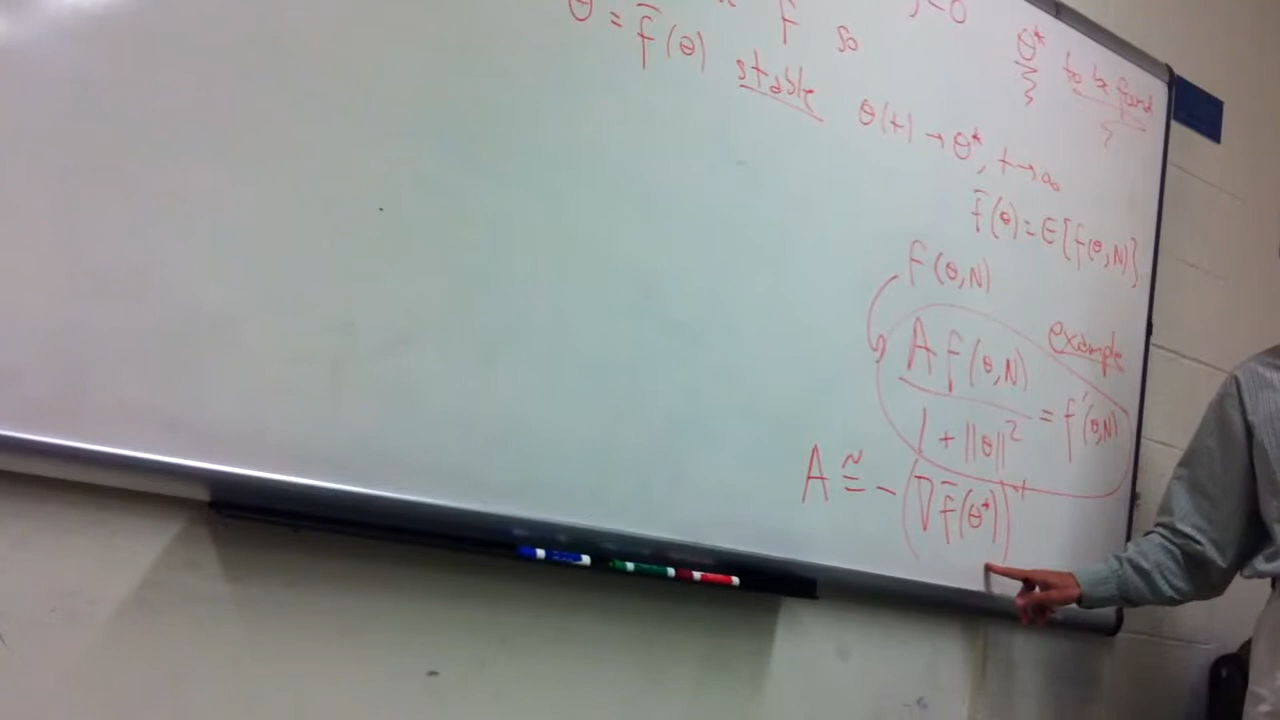 f̄ so
θ = f̄(θ) stable
θ* to be found
θ(t) → θ*, t→∞
f̄(θ) = E[f(θ,N)]
f(θ,N)
example
A f(θ,N) / 1 + ||θ||² = f'(θ,N)
A ≅ -(∇f̄(θ*))⁻¹